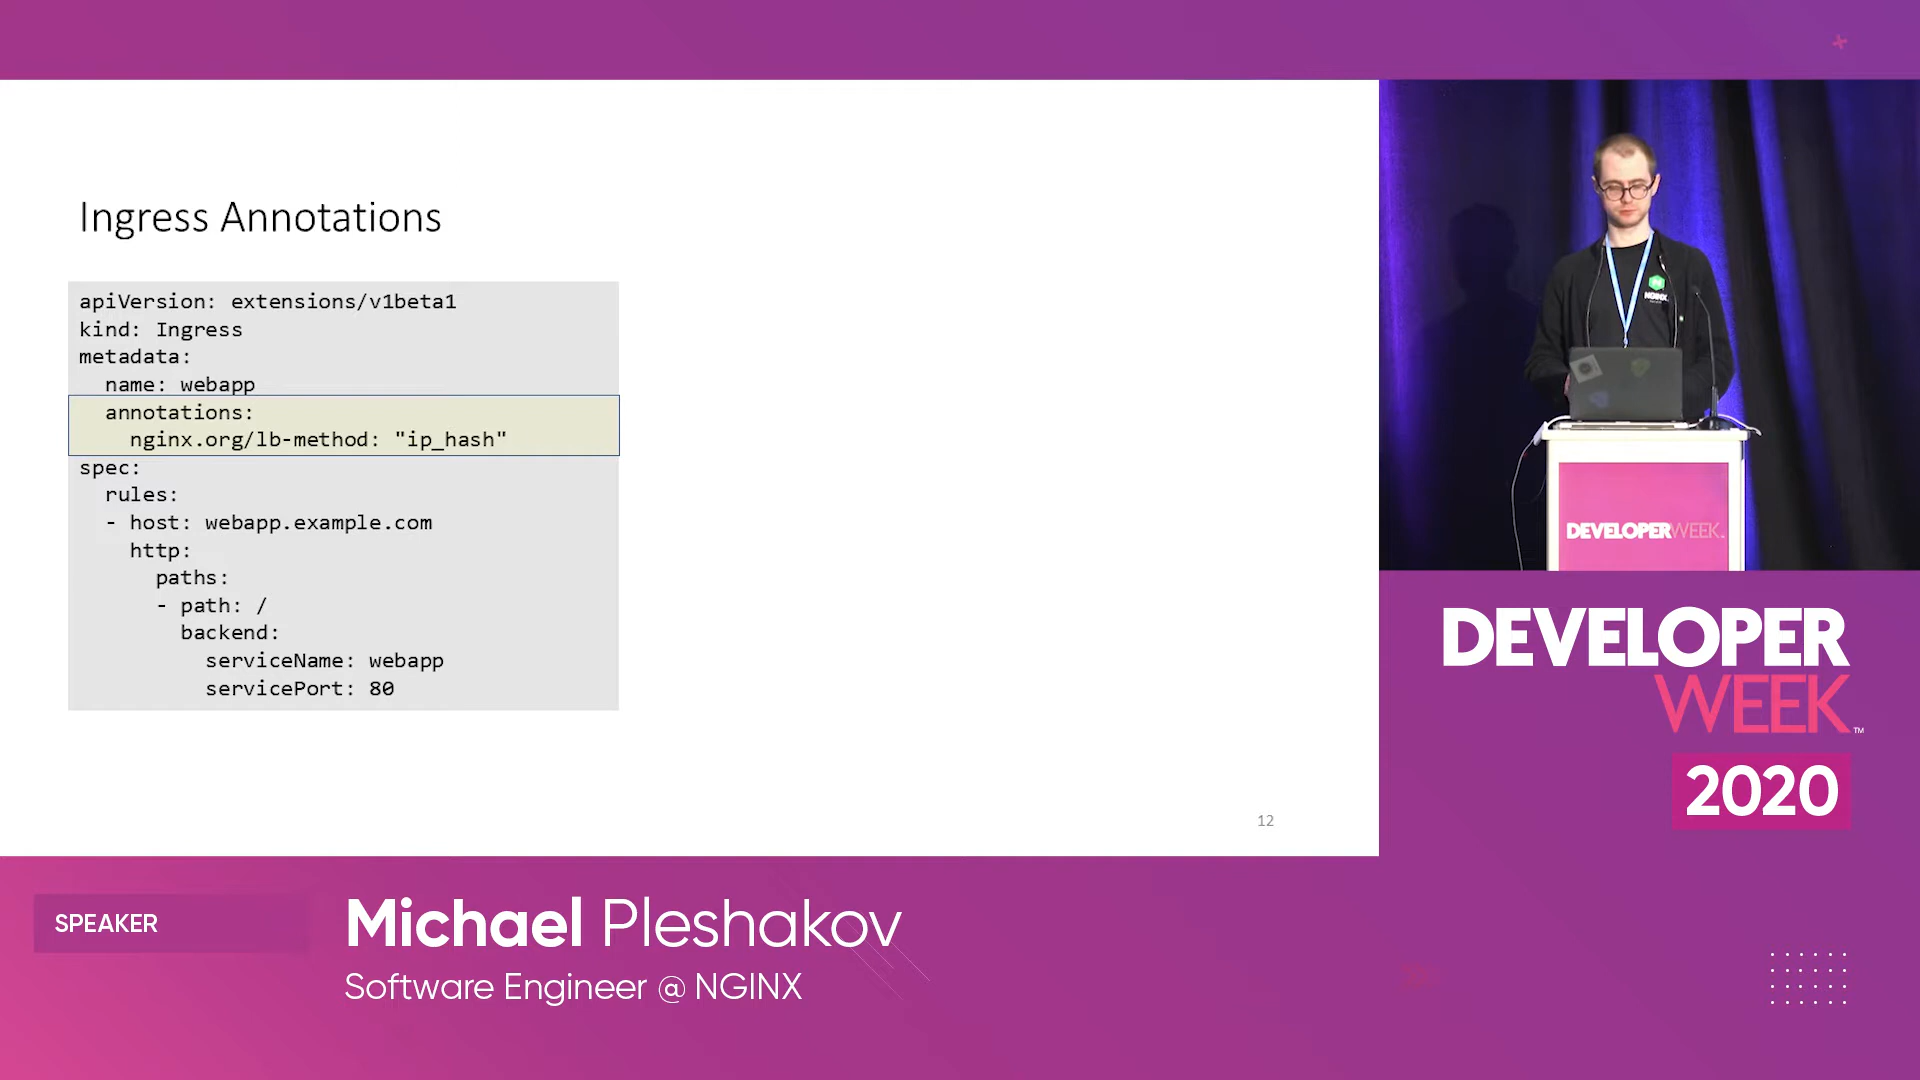 Ingress Annotations
apiVersion: extensions/v1beta1
kind: Ingress
metadata:
  name: webapp
  annotations:
    nginx.org/lb-method: "ip_hash"
spec:
  rules:
  - host: webapp.example.com
    http:
      paths:
      - path: /
        backend:
          serviceName: webapp
          servicePort: 80
12
NGINX
DEVELOPERWEEK
DEVELOPER
WEEK™
2020
SPEAKER
Michael Pleshakov
Software Engineer @ NGINX